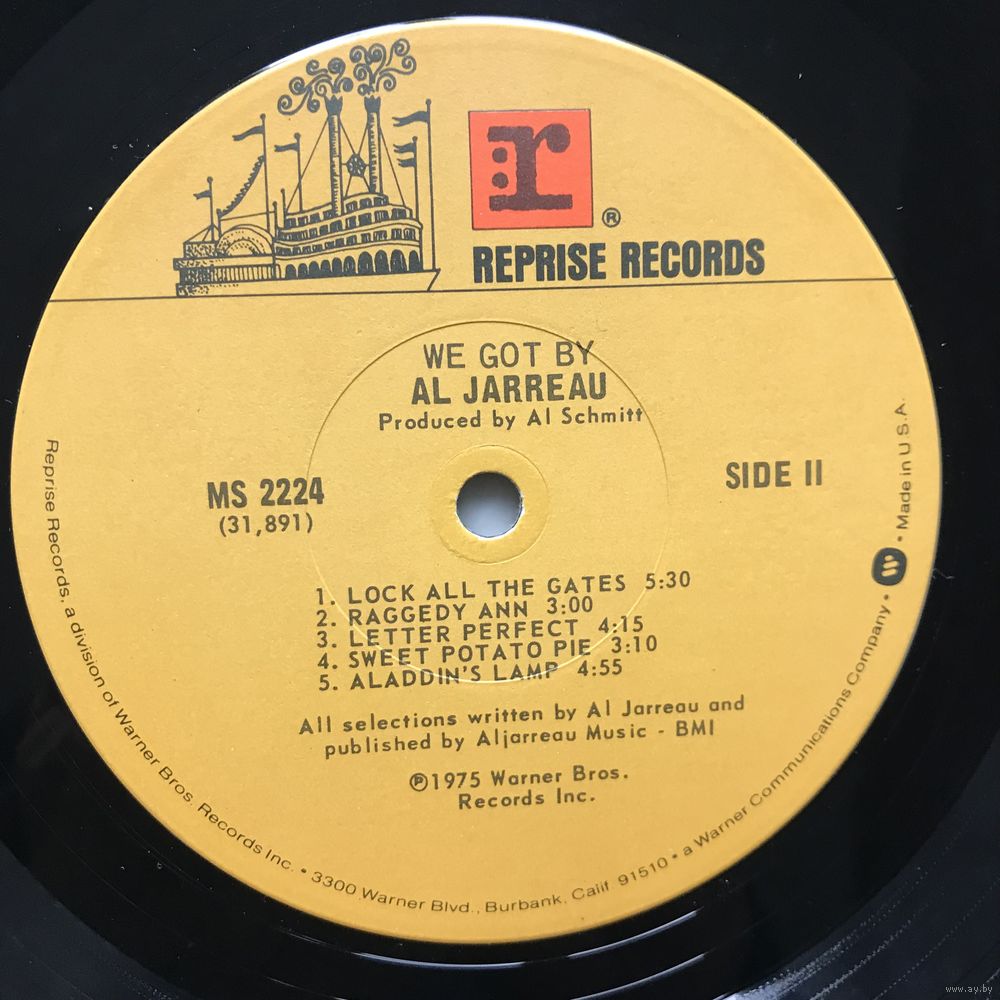 r
®
REPRISE RECORDS
WE GOT BY
AL JARREAU
Produced by Al Schmitt
MS 2224
(31,891)
SIDE II
1. LOCK ALL THE GATES 5:30
2. RAGGEDY ANN 3:00
3. LETTER PERFECT 4:15
4. SWEET POTATO PIE 3:10
5. ALADDIN'S LAMP 4:55
All selections written by Al Jarreau and
published by Aljarreau Music - BMI
℗1975 Warner Bros.
Records Inc.
Reprise Records, a division of Warner Bros. Records Inc. • 3300 Warner Blvd., Burbank, Calif. 91510 • a Warner Communications Company • W • Made in U.S.A.
www.ay.by